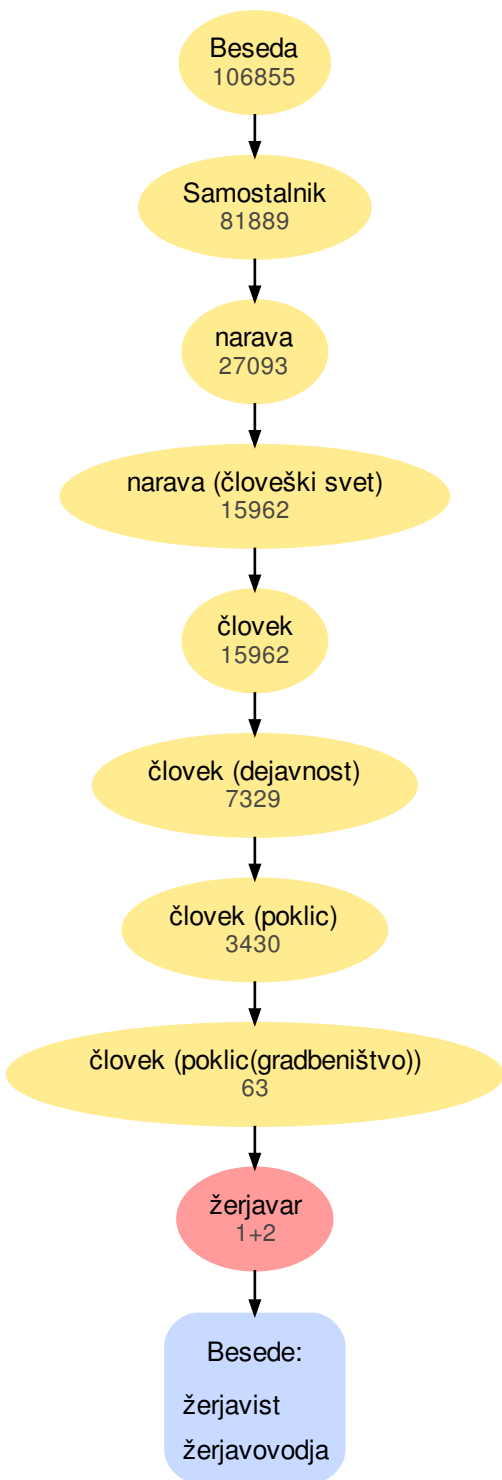 Beseda
106855
Samostalnik
81889
narava
27093
narava (človeški svet)
15962
človek
15962
človek (dejavnost)
7329
človek (poklic)
3430
človek (poklic(gradbeništvo))
63
žerjavar
1+2
Besede:
žerjavist
žerjavovodja